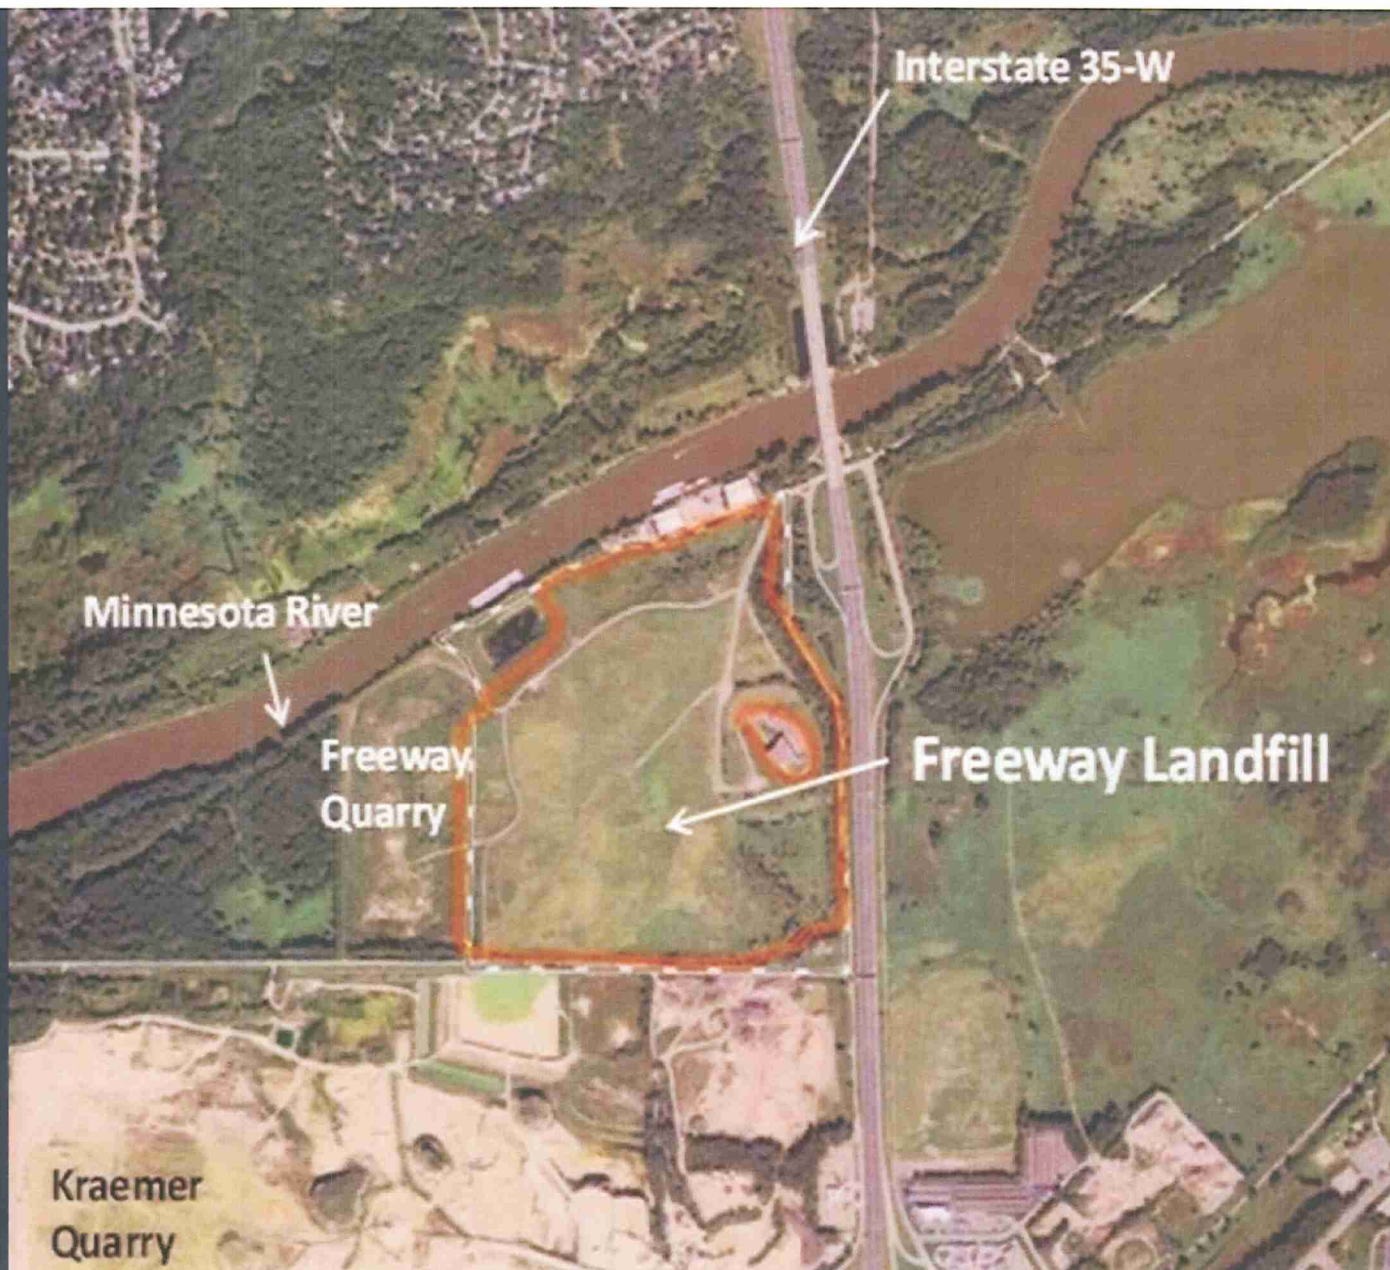 Interstate 35-W
Minnesota River
Freeway
Quarry
Freeway Landfill
Kraemer
Quarry